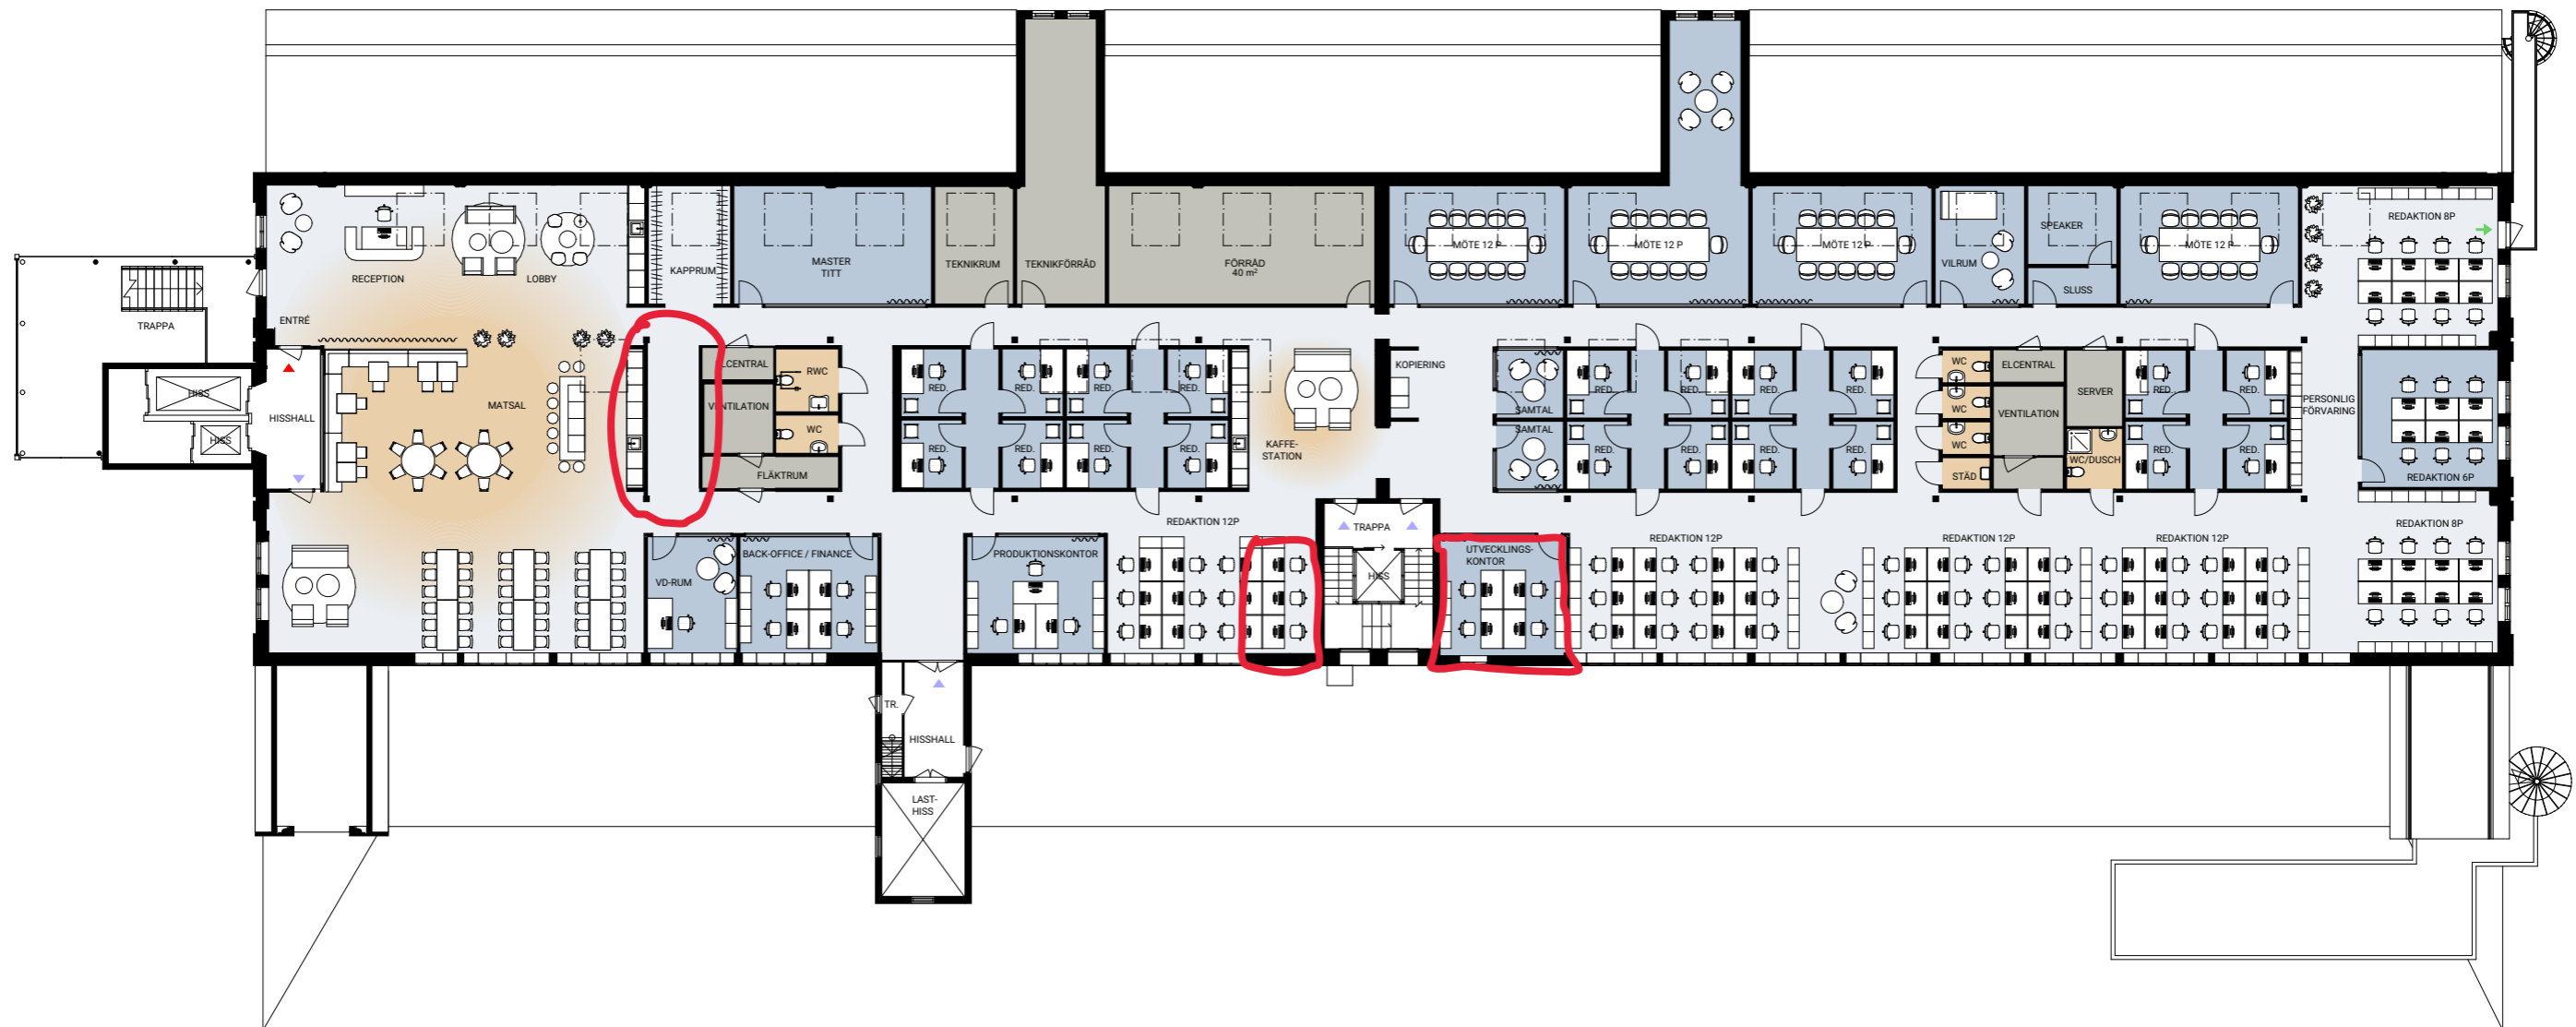 RECEPTION
LOBBY
KAPPRUM
MASTER
TITT
TEKNIKRUM
TEKNIKFÖRRÅD
FÖRRÅD
40 m²
MÖTE 12 P
MÖTE 12 P
MÖTE 12 P
VILRUM
SPEAKER
SLUSS
MÖTE 12 P
REDAKTION 8P
ENTRÉ
TRAPPA
HISS
HISS
HISSHALL
MATSAL
ELCENTRAL
RWC
VENTILATION
WC
FLÄKTRUM
RED.
RED.
RED.
RED.
RED.
RED.
RED.
RED.
KAFFE-
STATION
KOPIERING
SAMTAL
SAMTAL
RED.
RED.
RED.
RED.
RED.
RED.
RED.
RED.
WC
WC
WC
STÄD
ELCENTRAL
VENTILATION
SERVER
WC/DUSCH
RED.
RED.
RED.
RED.
PERSONLIG
FÖRVARING
REDAKTION 6P
VD-RUM
BACK-OFFICE / FINANCE
PRODUKTIONSKONTOR
REDAKTION 12P
TRAPPA
HISS
UTVECKLINGS-
KONTOR
REDAKTION 12P
REDAKTION 12P
REDAKTION 12P
REDAKTION 8P
TR.
HISSHALL
LAST-
HISS